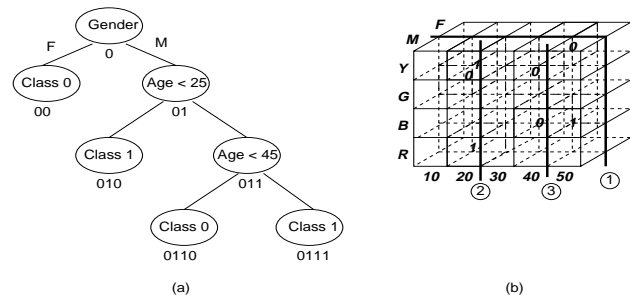 Gender
0
F
M
Class 0
00
Age < 25
01
Class 1
010
Age < 45
011
Class 0
0110
Class 1
0111
(a)
F
M
0
Y
1
0
0
G
B
0
1
R
1
10 20 30 40 50
2
3
1
(b)